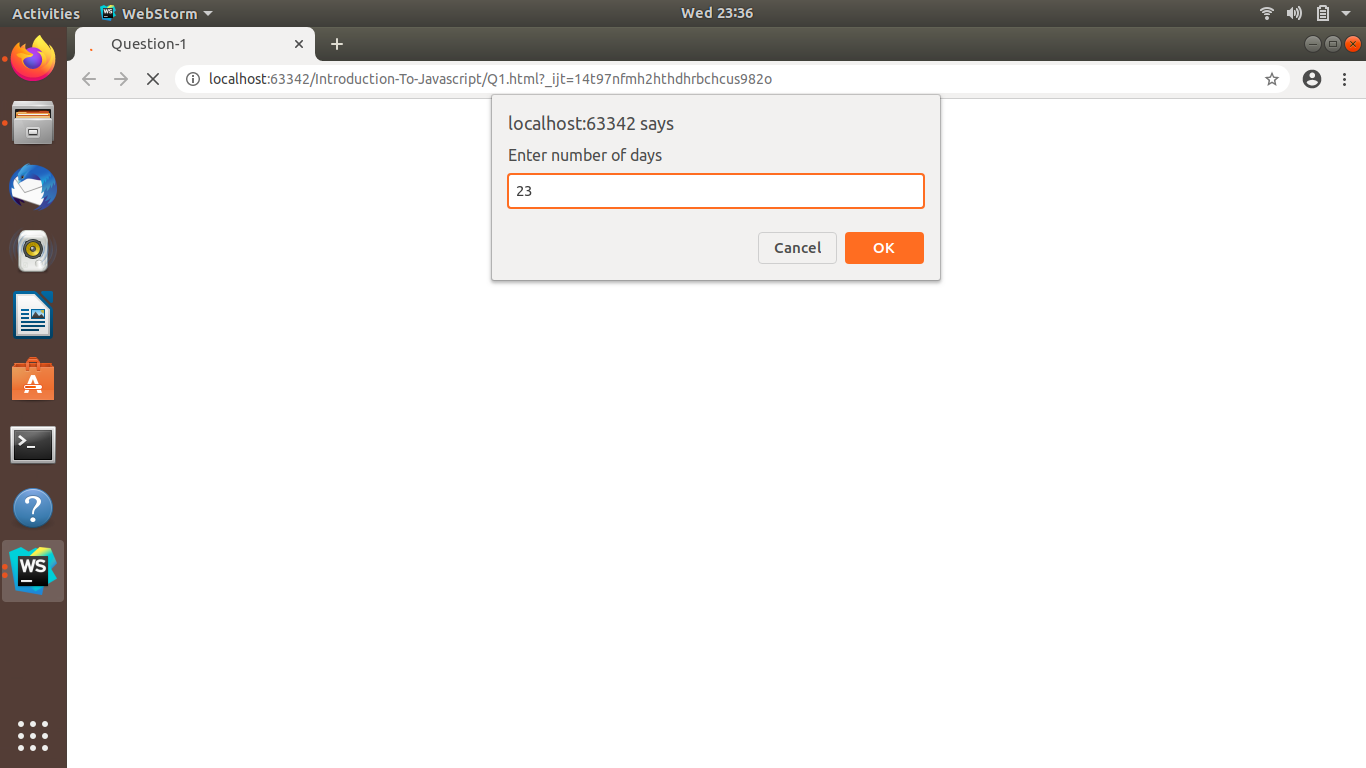 Activities
WebStorm
Wed 23:36
Question-1
localhost:63342/Introduction-To-Javascript/Q1.html?_ijt=14t97nfmh2hthdhrbchcus982o
localhost:63342 says
Enter number of days
23
Cancel
OK
A
>_
?
WS